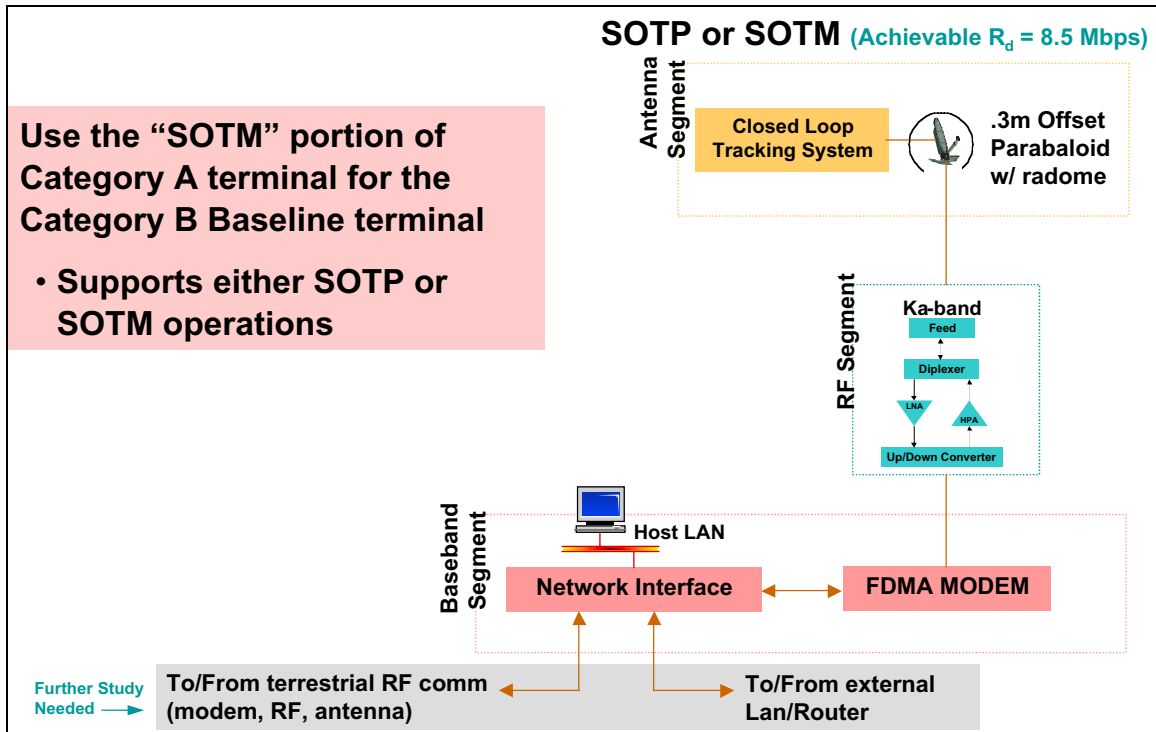 SOTP or SOTM (Achievable Rd = 8.5 Mbps)
Use the “SOTM” portion of
Category A terminal for the
Category B Baseline terminal
• Supports either SOTP or
SOTM operations
Antenna
Segment
Closed Loop
Tracking System
.3m Offset
Parabaloid
w/ radome
RF Segment
Ka-band
Feed
Diplexer
LNA
HPA
Up/Down Converter
Baseband
Segment
Host LAN
Network Interface
FDMA MODEM
Further Study
Needed
To/From terrestrial RF comm
(modem, RF, antenna)
To/From external
Lan/Router